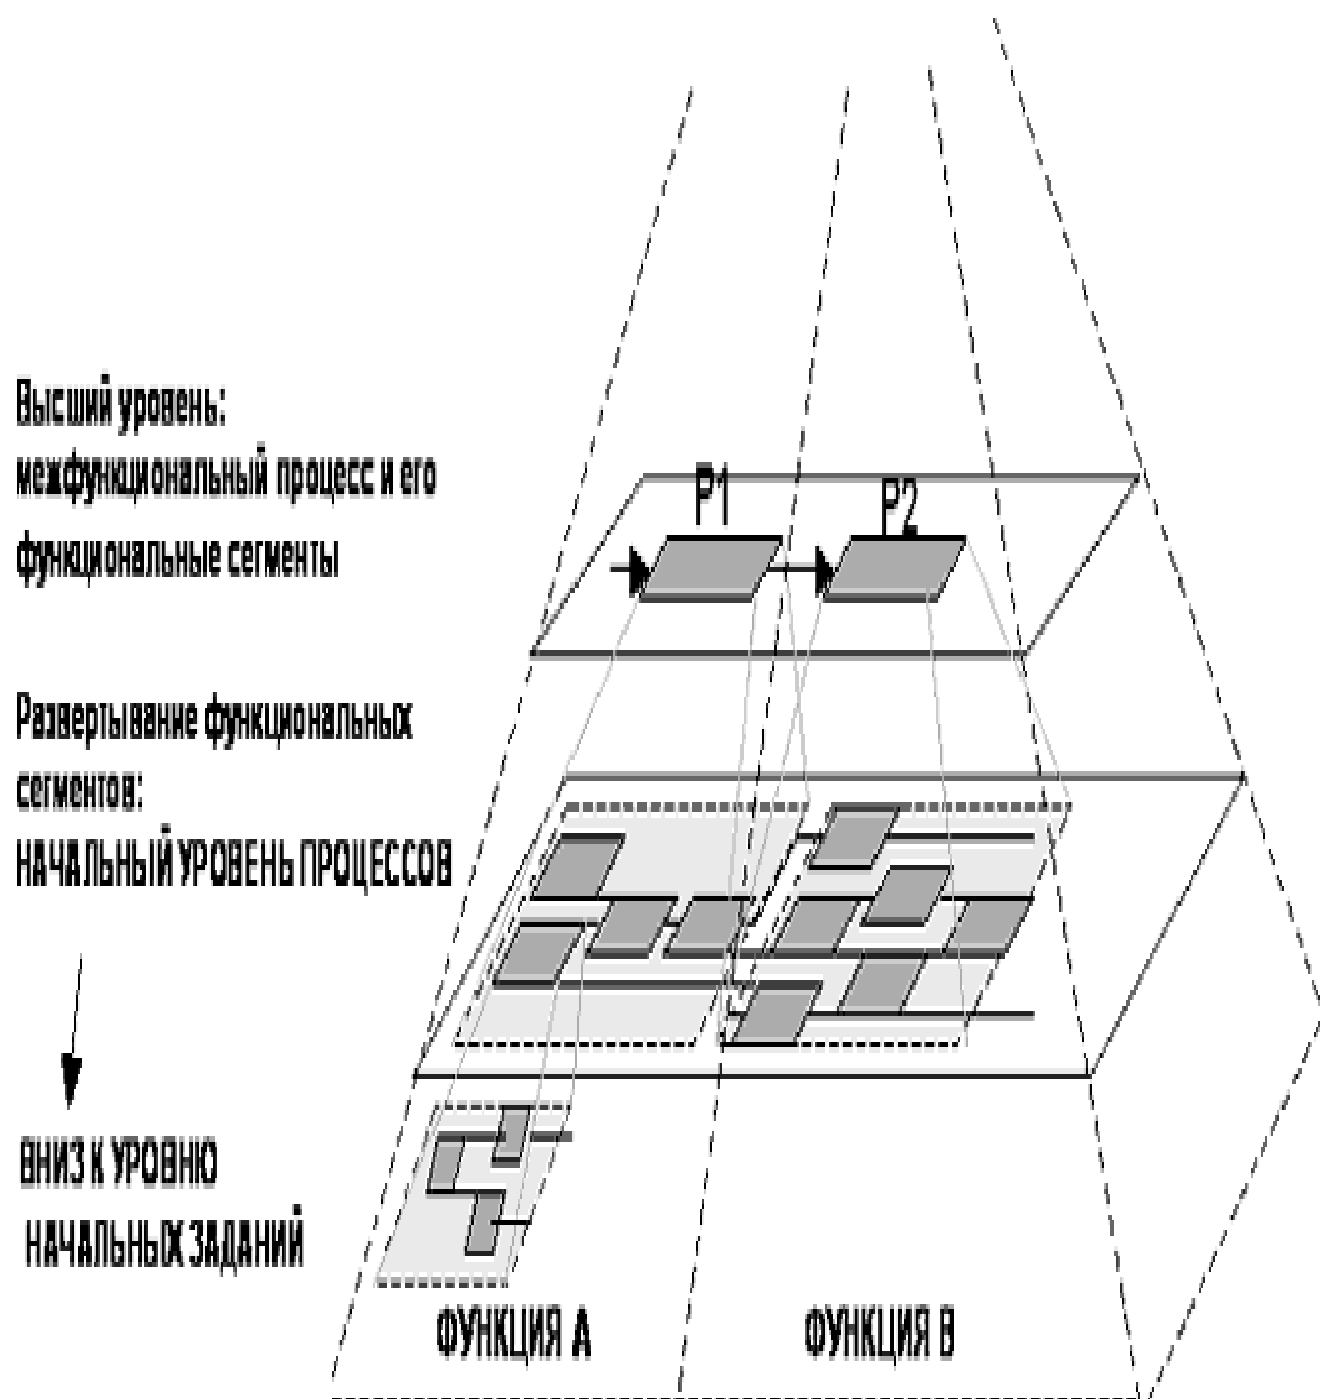 Высший уровень:
межфункциональный процесс и его
функциональные сегменты
P1
P2
Развертывание функциональных
сегментов:
НАЧАЛЬНЫЙ УРОВЕНЬ ПРОЦЕССОВ
ВНИЗ К УРОВНЮ
НАЧАЛЬНЫХ ЗАДАНИЙ
ФУНКЦИЯ А
ФУНКЦИЯ В